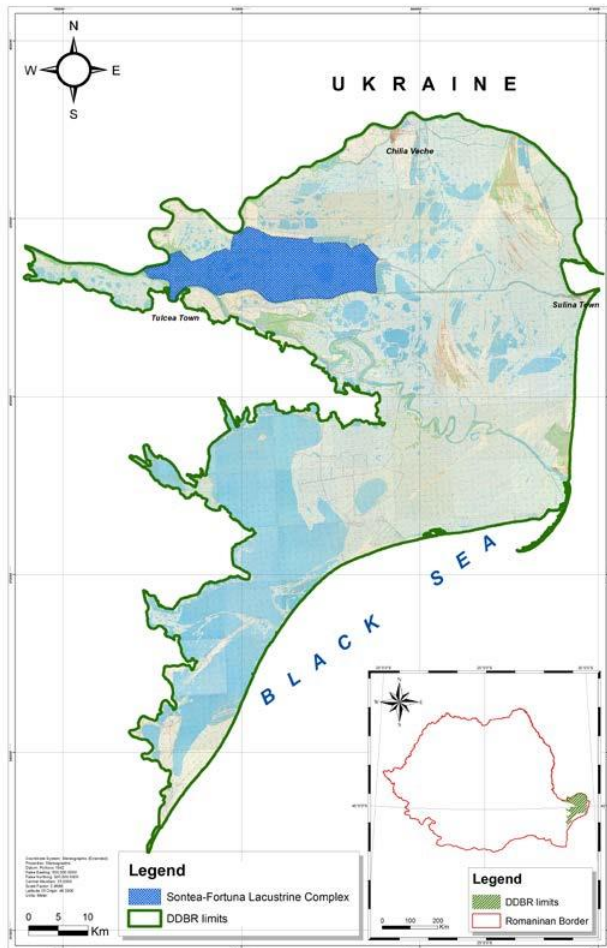 N
W E
S
UKRAINE
Chilia Veche
Tulcea Town
Sulina Town
BLACK SEA
Legend
Sontea-Fortuna Lacustrine Complex
DDBR limits
0 5 10
Km
N
W E
S
Legend
DDBR limits
Romaninan Border
0 100 200
Km